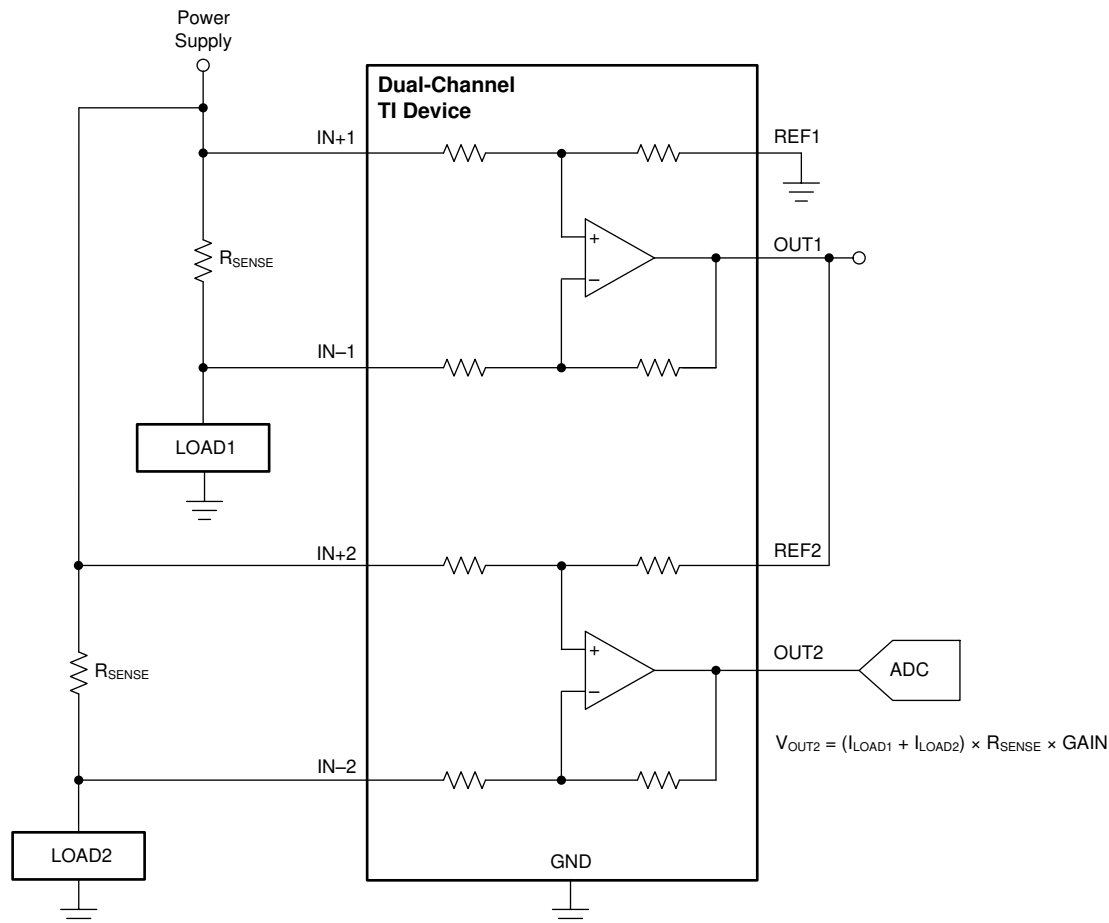 Power
Supply
Dual-Channel
TI Device
IN+1
REF1
+
OUT1
RSENSE
–
IN–1
LOAD1
IN+2
REF2
+
OUT2
RSENSE
ADC
–
VOUT2 = (ILOAD1 + ILOAD2) × RSENSE × GAIN
IN–2
LOAD2
GND